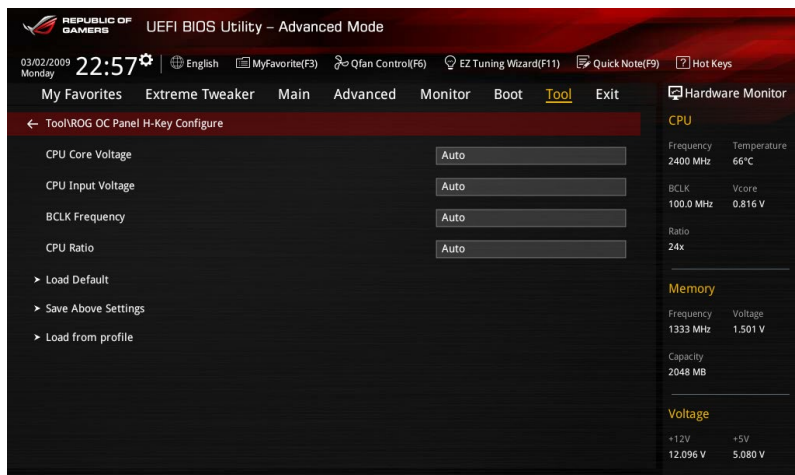 REPUBLIC OF
GAMERS
UEFI BIOS Utility – Advanced Mode
03/02/2009
Monday
22:57
English
MyFavorite(F3)
Qfan Control(F6)
EZ Tuning Wizard(F11)
Quick Note(F9)
? Hot Keys
My Favorites
Extreme Tweaker
Main
Advanced
Monitor
Boot
Tool
Exit
Hardware Monitor
← Tool\ROG OC Panel H-Key Configure
CPU Core Voltage Auto
CPU Input Voltage Auto
BCLK Frequency Auto
CPU Ratio Auto
➤ Load Default
➤ Save Above Settings
➤ Load from profile
CPU
Frequency Temperature
2400 MHz 66°C
BCLK Vcore
100.0 MHz 0.816 V
Ratio
24x
Memory
Frequency Voltage
1333 MHz 1.501 V
Capacity
2048 MB
Voltage
+12V +5V
12.096 V 5.080 V